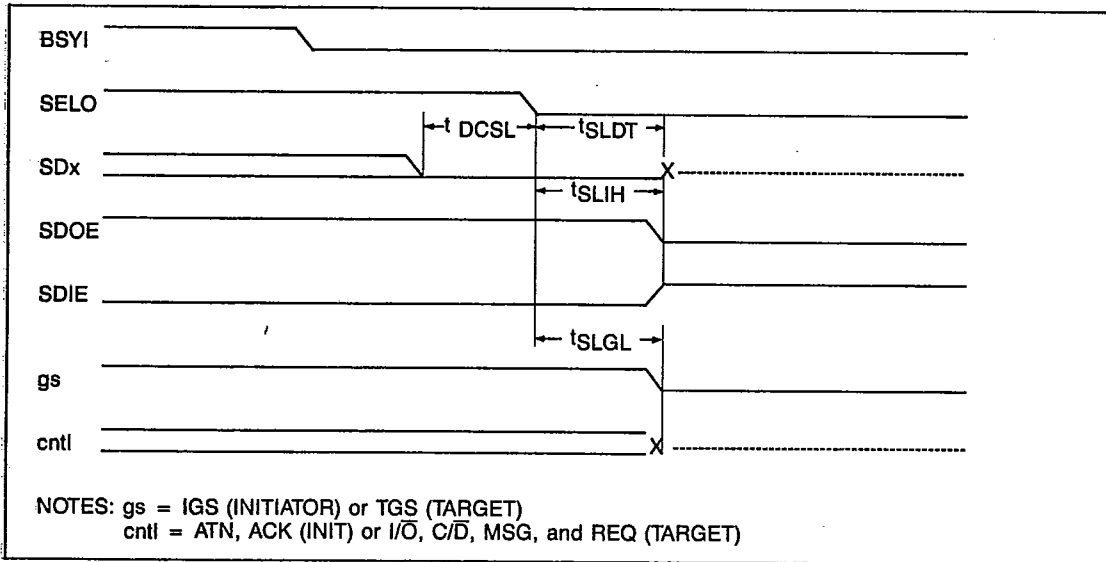 BSYI
SELO
t DCSL
tSLDT
SDx
X
tSLIH
SDOE
SDIE
tSLGL
gs
cntl
X
NOTES: gs = IGS (INITIATOR) or TGS (TARGET)
cntl = ATN, ACK (INIT) or I/O̅, C/D̅, MSG, and REQ (TARGET)